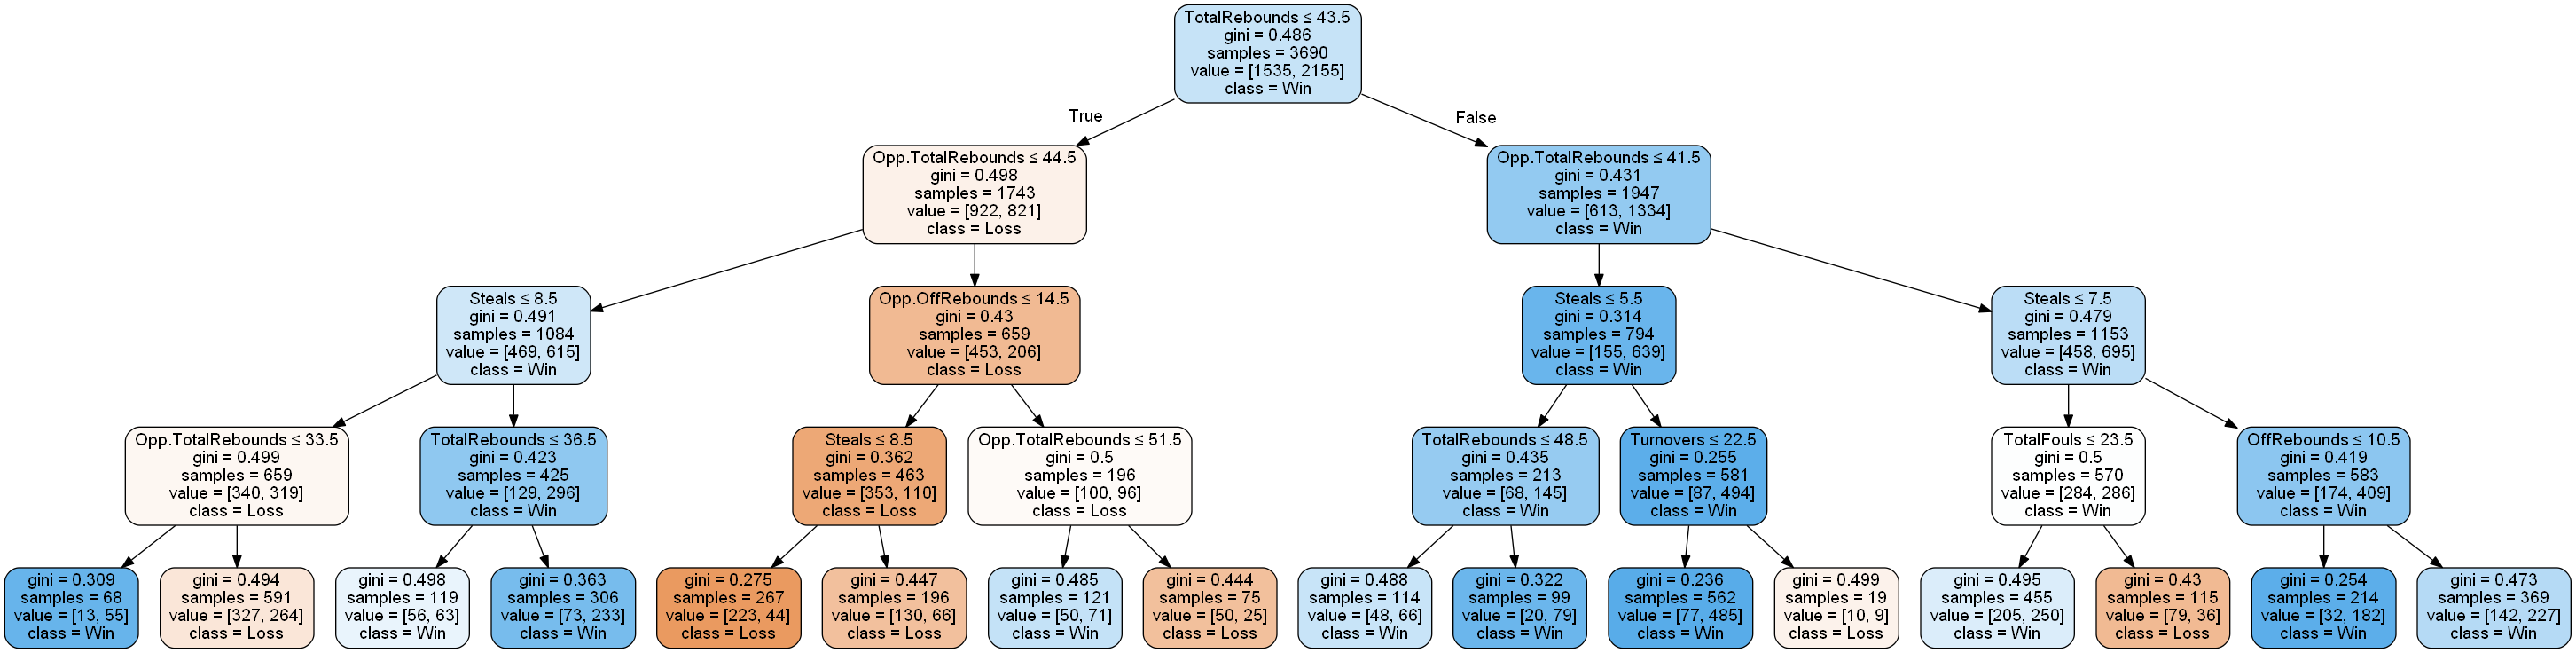 TotalRebounds ≤ 43.5
gini = 0.486
samples = 3690
value = [1535, 2155]
class = Win
True
False
Opp.TotalRebounds ≤ 44.5
gini = 0.498
samples = 1743
value = [922, 821]
class = Loss
Opp.TotalRebounds ≤ 41.5
gini = 0.431
samples = 1947
value = [613, 1334]
class = Win
Steals ≤ 8.5
gini = 0.491
samples = 1084
value = [469, 615]
class = Win
Opp.OffRebounds ≤ 14.5
gini = 0.43
samples = 659
value = [453, 206]
class = Loss
Steals ≤ 5.5
gini = 0.314
samples = 794
value = [155, 639]
class = Win
Steals ≤ 7.5
gini = 0.479
samples = 1153
value = [458, 695]
class = Win
Opp.TotalRebounds ≤ 33.5
gini = 0.499
samples = 659
value = [340, 319]
class = Loss
TotalRebounds ≤ 36.5
gini = 0.423
samples = 425
value = [129, 296]
class = Win
Steals ≤ 8.5
gini = 0.362
samples = 463
value = [353, 110]
class = Loss
Opp.TotalRebounds ≤ 51.5
gini = 0.5
samples = 196
value = [100, 96]
class = Loss
TotalRebounds ≤ 48.5
gini = 0.435
samples = 213
value = [68, 145]
class = Win
Turnovers ≤ 22.5
gini = 0.255
samples = 581
value = [87, 494]
class = Win
TotalFouls ≤ 23.5
gini = 0.5
samples = 570
value = [284, 286]
class = Win
OffRebounds ≤ 10.5
gini = 0.419
samples = 583
value = [174, 409]
class = Win
gini = 0.309
samples = 68
value = [13, 55]
class = Win
gini = 0.494
samples = 591
value = [327, 264]
class = Loss
gini = 0.498
samples = 119
value = [56, 63]
class = Win
gini = 0.363
samples = 306
value = [73, 233]
class = Win
gini = 0.275
samples = 267
value = [223, 44]
class = Loss
gini = 0.447
samples = 196
value = [130, 66]
class = Loss
gini = 0.485
samples = 121
value = [50, 71]
class = Win
gini = 0.444
samples = 75
value = [50, 25]
class = Loss
gini = 0.488
samples = 114
value = [48, 66]
class = Win
gini = 0.322
samples = 99
value = [20, 79]
class = Win
gini = 0.236
samples = 562
value = [77, 485]
class = Win
gini = 0.499
samples = 19
value = [10, 9]
class = Loss
gini = 0.495
samples = 455
value = [205, 250]
class = Win
gini = 0.43
samples = 115
value = [79, 36]
class = Loss
gini = 0.254
samples = 214
value = [32, 182]
class = Win
gini = 0.473
samples = 369
value = [142, 227]
class = Win